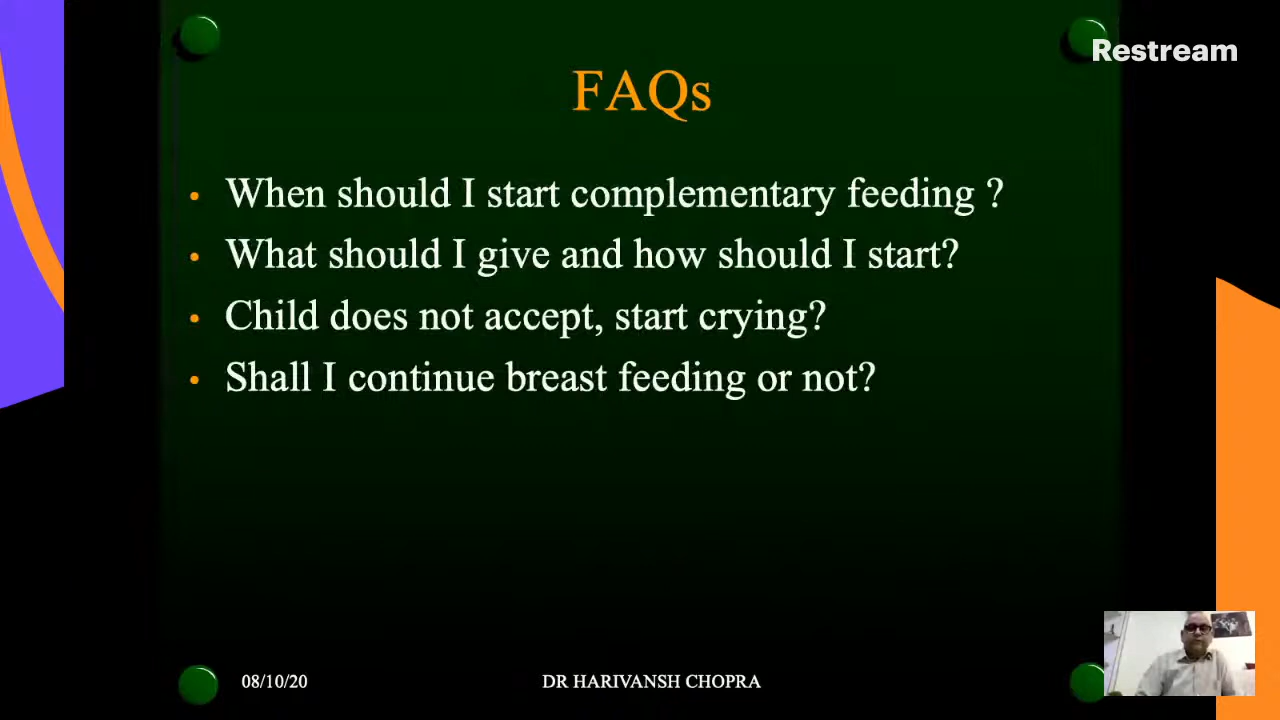 Restream
FAQs
• When should I start complementary feeding ?
• What should I give and how should I start?
• Child does not accept, start crying?
• Shall I continue breast feeding or not?
08/10/20
DR HARIVANSH CHOPRA